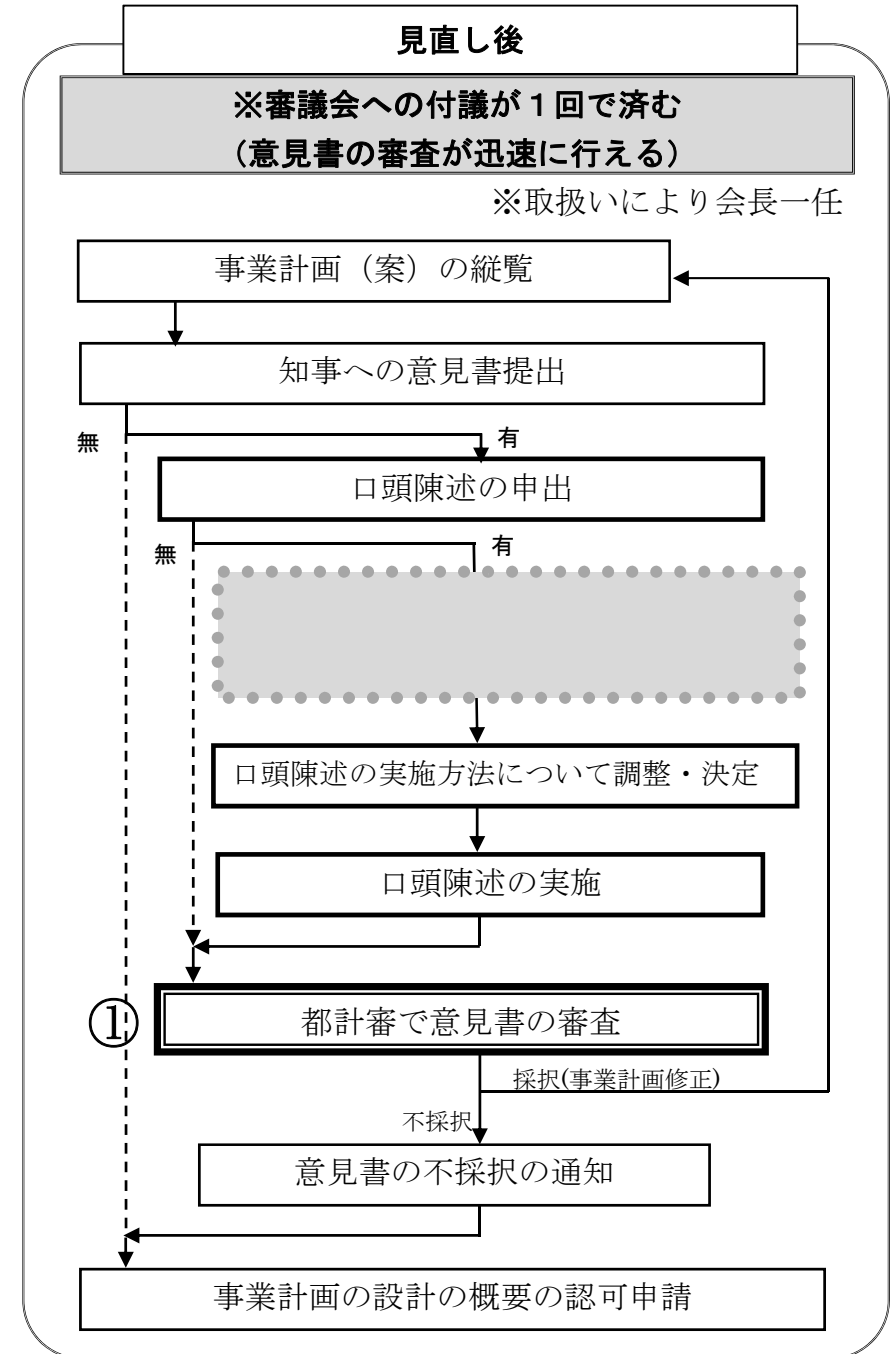 見直し後
※審議会への付議が１回で済む
（意見書の審査が迅速に行える）
※取扱いにより会長一任
事業計画（案）の縦覧
知事への意見書提出
無
有
口頭陳述の申出
無
有
口頭陳述の実施方法について調整・決定
口頭陳述の実施
①
都計審で意見書の審査
採択(事業計画修正)
不採択
意見書の不採択の通知
事業計画の設計の概要の認可申請